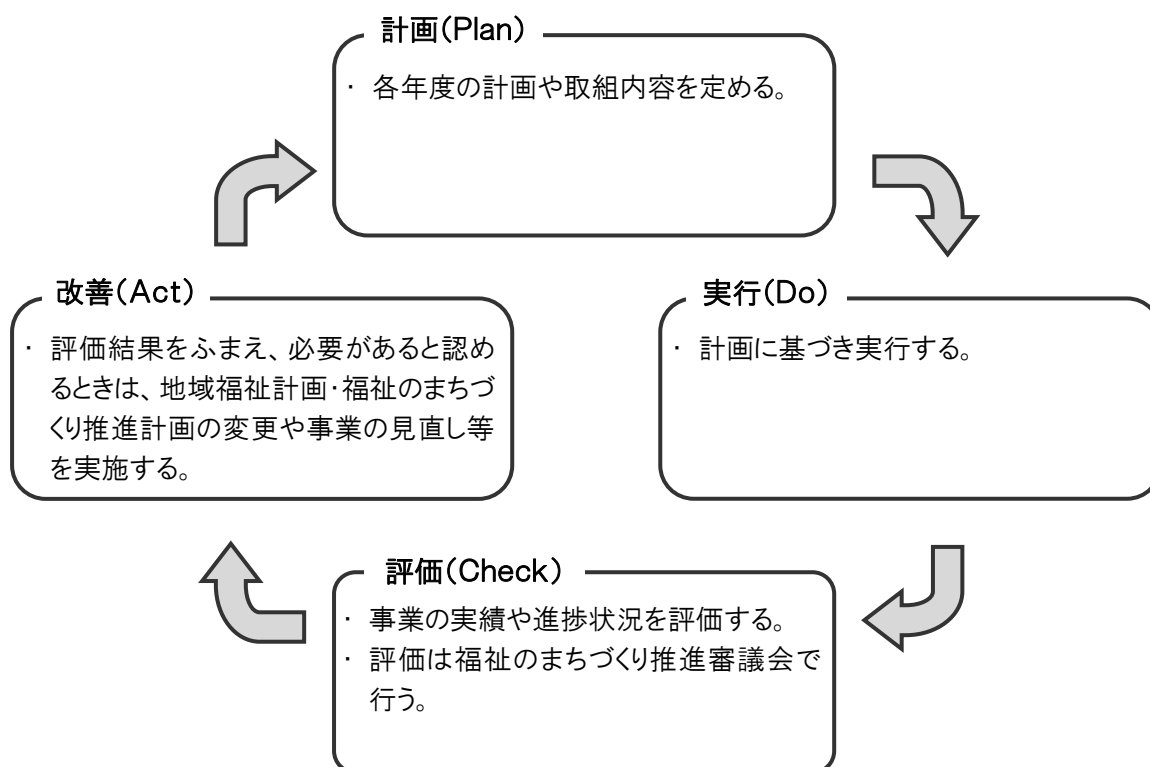 計画(Plan)
・ 各年度の計画や取組内容を定める。
改善(Act)
・ 評価結果をふまえ、必要があると認め
るときは、地域福祉計画・福祉のまちづ
くり推進計画の変更や事業の見直し等
を実施する。
実行(Do)
・ 計画に基づき実行する。
評価(Check)
・ 事業の実績や進捗状況を評価する。
・ 評価は福祉のまちづくり推進審議会で
行う。